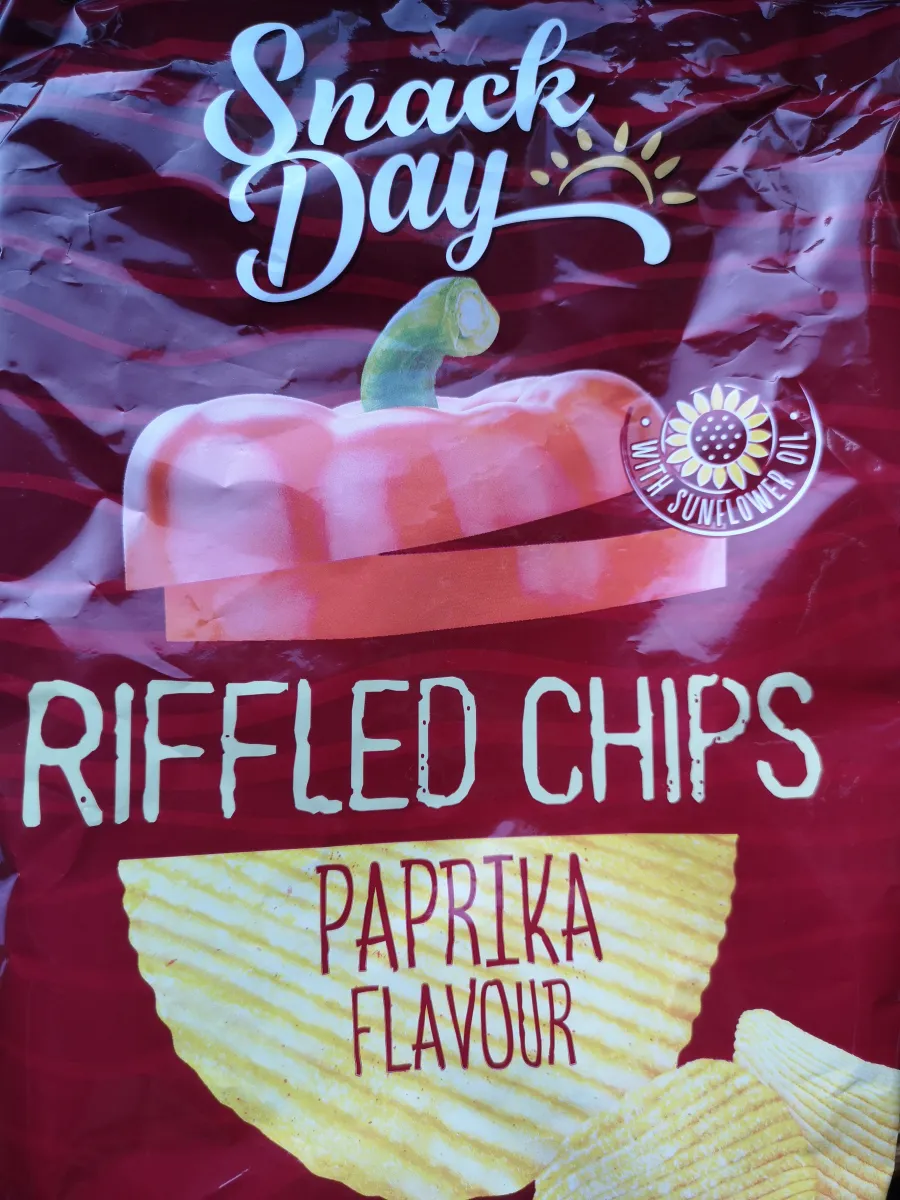 Snack
Day
• WITH SUNFLOWER OIL •
RIFFLED CHIPS
PAPRIKA
FLAVOUR